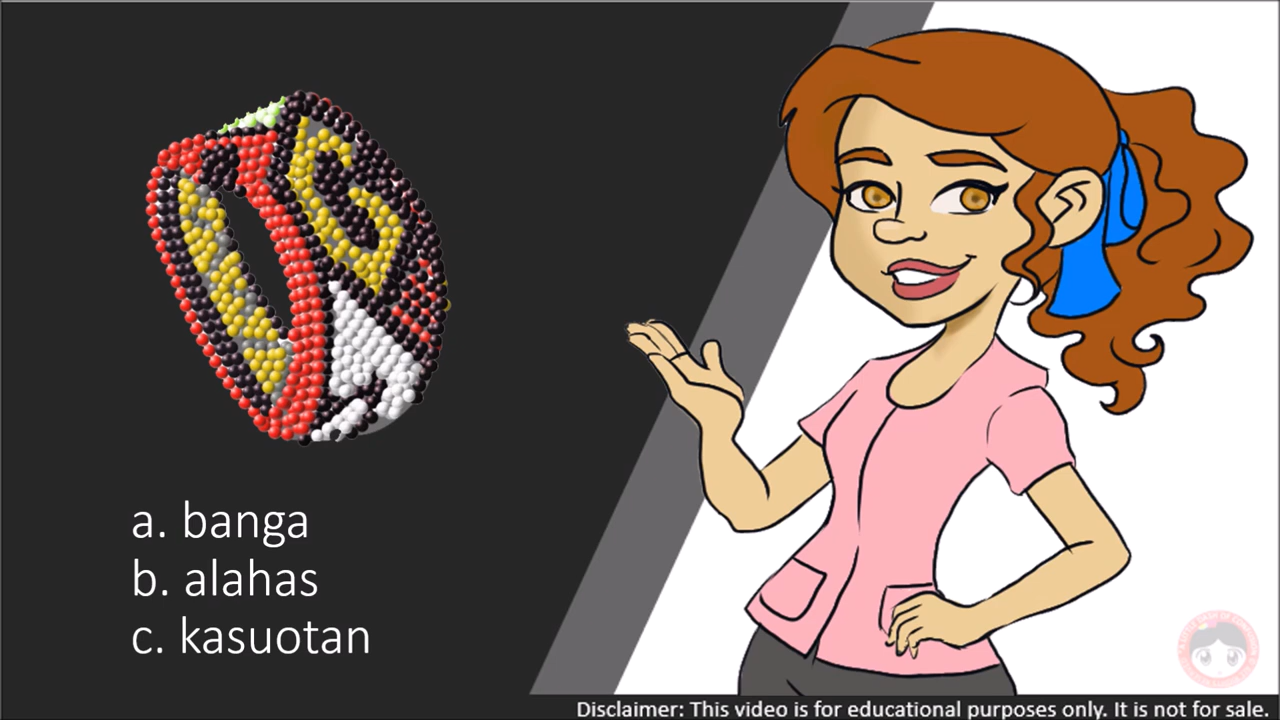 a. banga
b. alahas
c. kasuotan
Disclaimer: This video is for educational purposes only. It is not for sale.